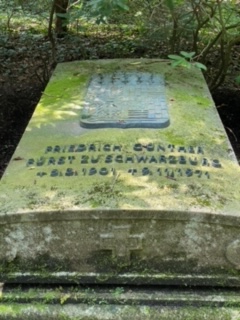 FRIEDRICH GÜNTHER
FÜRST ZU SCHWARZBURG
* 5.3.1901 + 9.11.1971